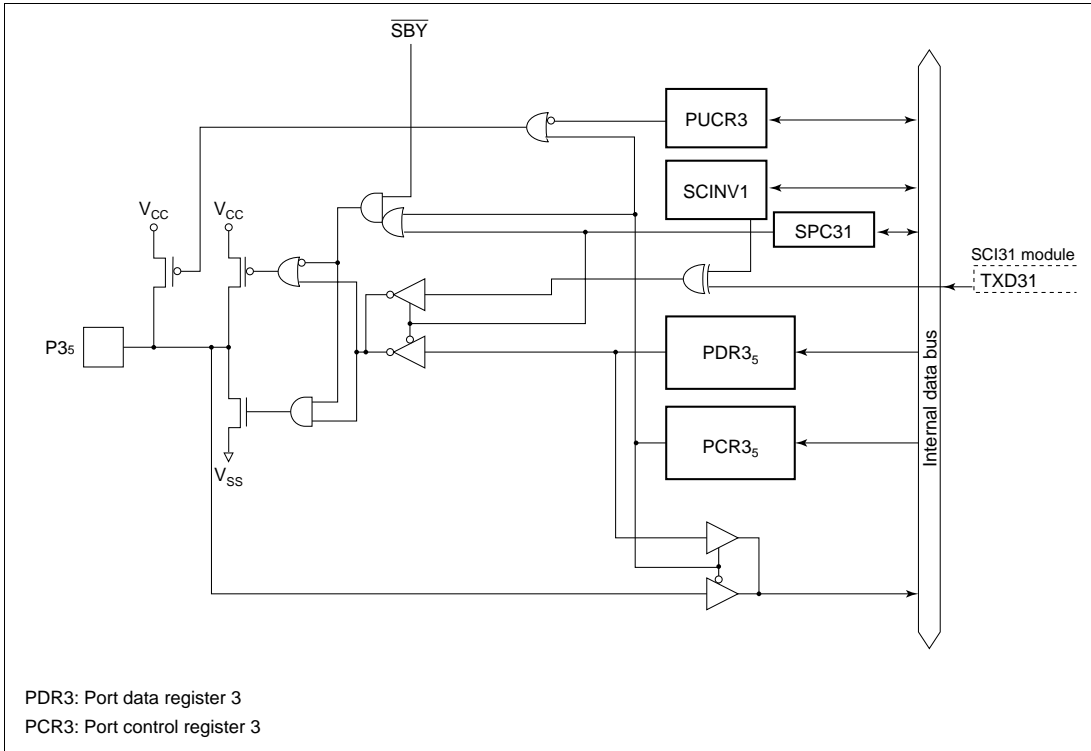 SBY
PUCR3
SCINV1
VCC
VCC
SPC31
SCI31 module
TXD31
P35
PDR35
PCR35
VSS
Internal data bus
PDR3: Port data register 3
PCR3: Port control register 3